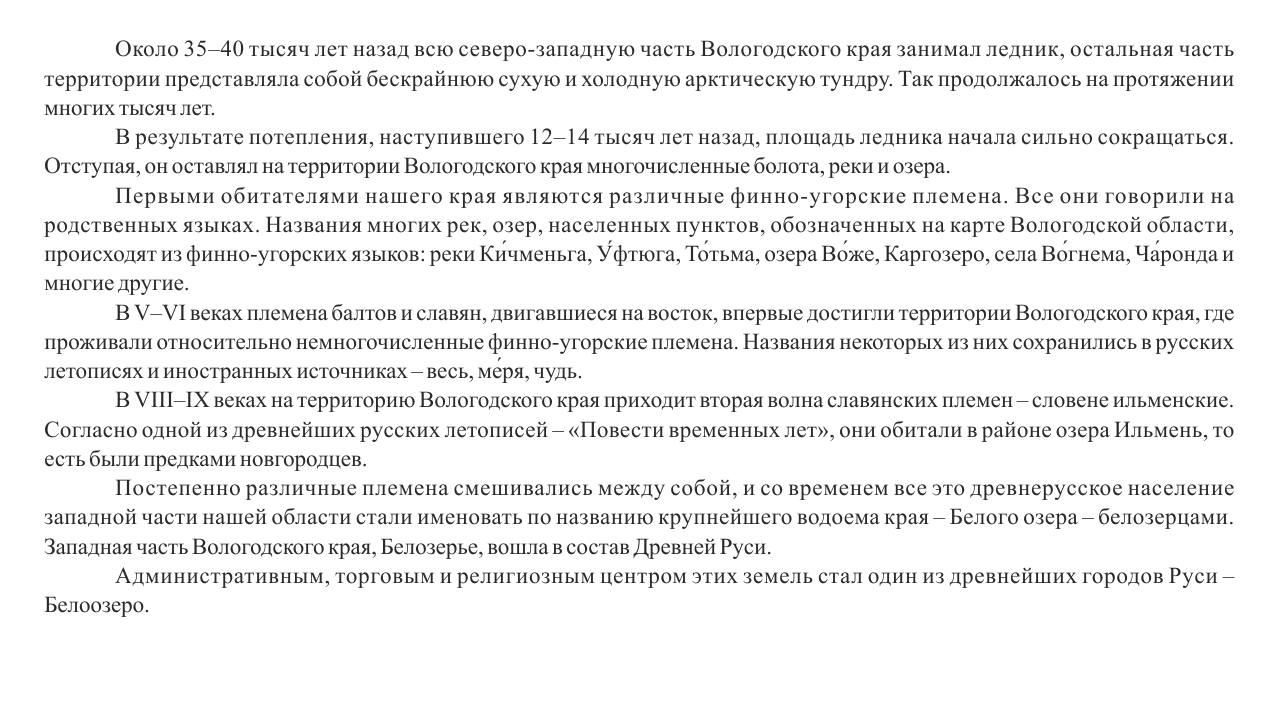 Около 35–40 тысяч лет назад всю северо-западную часть Вологодского края занимал ледник, остальная часть
территории представляла собой бескрайнюю сухую и холодную арктическую тундру. Так продолжалось на протяжении
многих тысяч лет.
В результате потепления, наступившего 12–14 тысяч лет назад, площадь ледника начала сильно сокращаться.
Отступая, он оставлял на территории Вологодского края многочисленные болота, реки и озера.
Первыми обитателями нашего края являются различные финно-угорские племена. Все они говорили на
родственных языках. Названия многих рек, озер, населенных пунктов, обозначенных на карте Вологодской области,
происходят из финно-угорских языков: реки Ки́чменьга, У́фтюга, То́тьма, озера Во́же, Каргозеро, села Во́гнема, Ча́ронда и
многие другие.
В V–VI веках племена балтов и славян, двигавшиеся на восток, впервые достигли территории Вологодского края, где
проживали относительно немногочисленные финно-угорские племена. Названия некоторых из них сохранились в русских
летописях и иностранных источниках – весь, ме́ря, чудь.
В VIII–IX веках на территорию Вологодского края приходит вторая волна славянских племен – словене ильменские.
Согласно одной из древнейших русских летописей – «Повести временных лет», они обитали в районе озера Ильмень, то
есть были предками новгородцев.
Постепенно различные племена смешивались между собой, и со временем все это древнерусское население
западной части нашей области стали именовать по названию крупнейшего водоема края – Белого озера – белозерцами.
Западная часть Вологодского края, Белозерье, вошла в состав Древней Руси.
Административным, торговым и религиозным центром этих земель стал один из древнейших городов Руси –
Белоозеро.